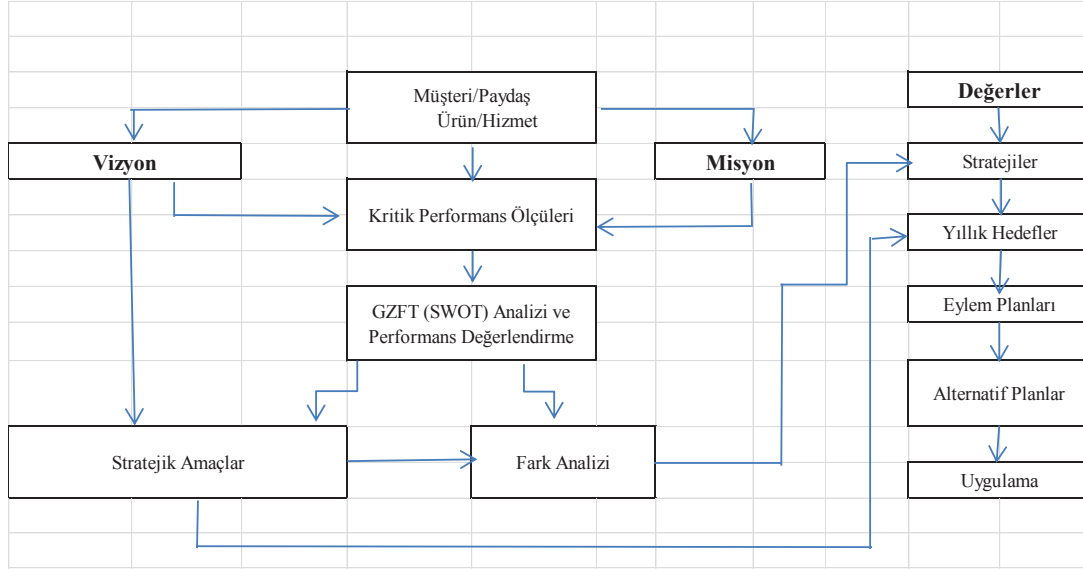 Müşteri/Paydaş
Ürün/Hizmet
Değerler
Vizyon
Misyon
Stratejiler
Kritik Performans Ölçüleri
Yıllık Hedefler
GZFT (SWOT) Analizi ve
Performans Değerlendirme
Eylem Planları
Alternatif Planlar
Stratejik Amaçlar
Fark Analizi
Uygulama